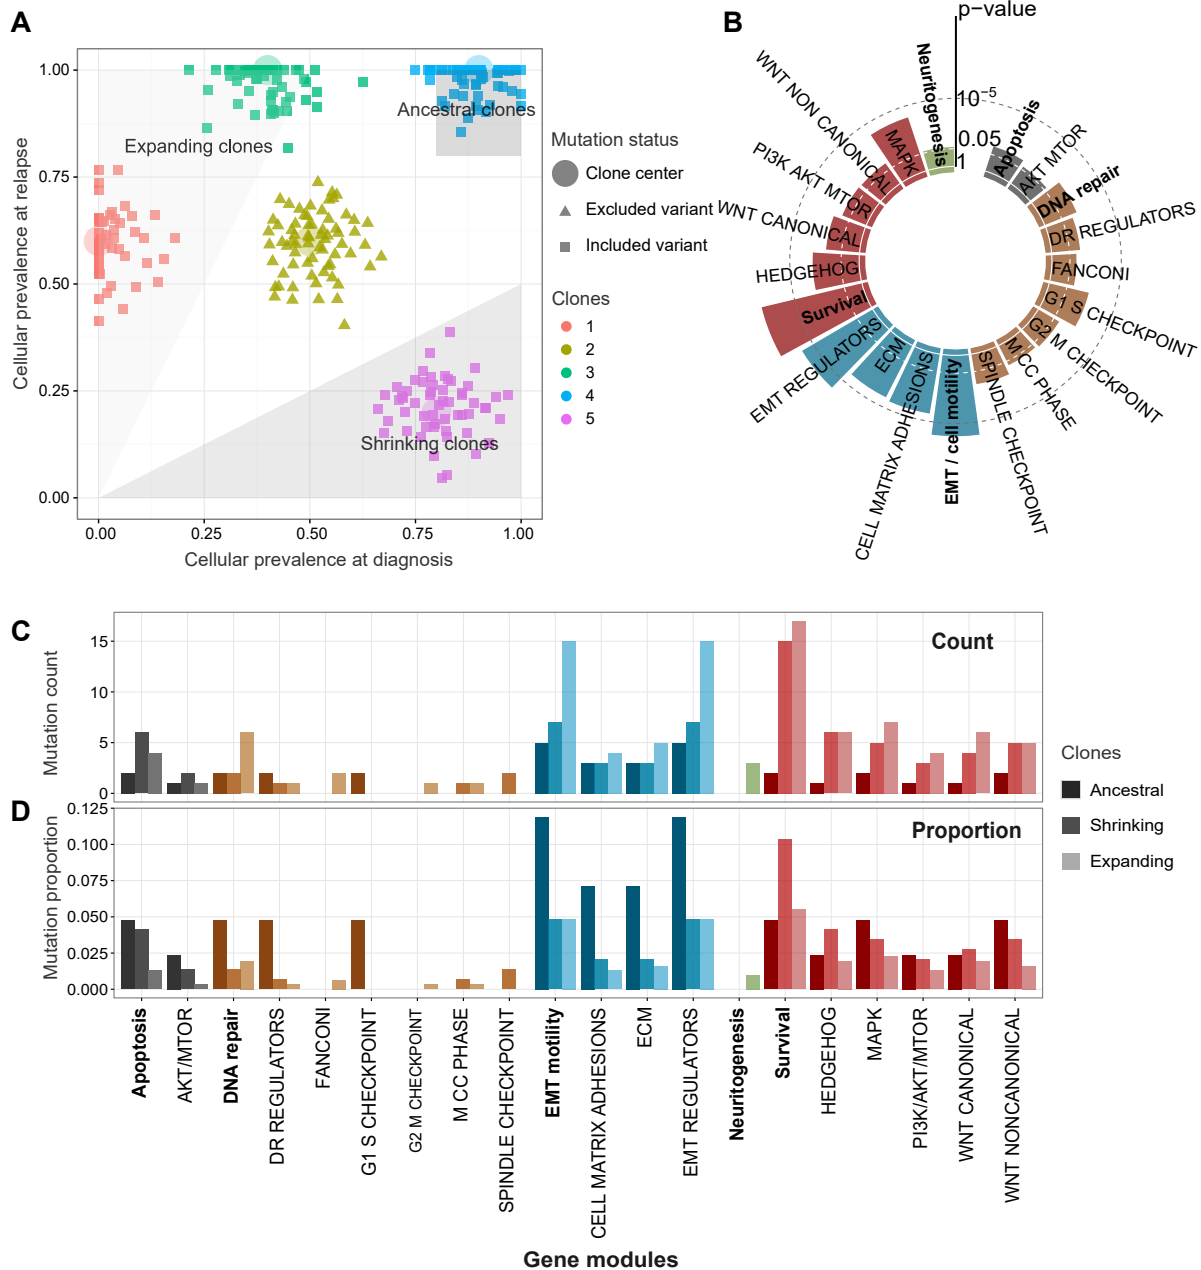 A
1.00
0.75
0.50
0.25
0.00
0.00
0.25
0.50
0.75
1.00
Cellular prevalence at relapse
Cellular prevalence at diagnosis
Ancestral clones
Expanding clones
Shrinking clones
Mutation status
Clone center
Excluded variant
Included variant
Clones
1
2
3
4
5
B
p−value
10−5
0.05
1
Neuritogenesis
Apoptosis
AKT MTOR
DNA repair
DR REGULATORS
FANCONI
G1 S CHECKPOINT
G2 M CHECKPOINT
M CC PHASE
SPINDLE CHECKPOINT
EMT / cell motility
CELL MATRIX ADHESIONS
ECM
EMT REGULATORS
Survival
HEDGEHOG
WNT CANONICAL
PI3K AKT MTOR
WNT NON CANONICAL
MAPK
C
Count
Mutation count
15
10
5
0
D
Proportion
Mutation proportion
0.125
0.100
0.075
0.050
0.025
0.000
Clones
Ancestral
Shrinking
Expanding
Apoptosis
AKT/MTOR
DNA repair
DR REGULATORS
FANCONI
G1 S CHECKPOINT
G2 M CHECKPOINT
M CC PHASE
SPINDLE CHECKPOINT
EMT motility
CELL MATRIX ADHESIONS
ECM
EMT REGULATORS
Neuritogenesis
Survival
HEDGEHOG
MAPK
PI3K/AKT/MTOR
WNT CANONICAL
WNT NONCANONICAL
Gene modules